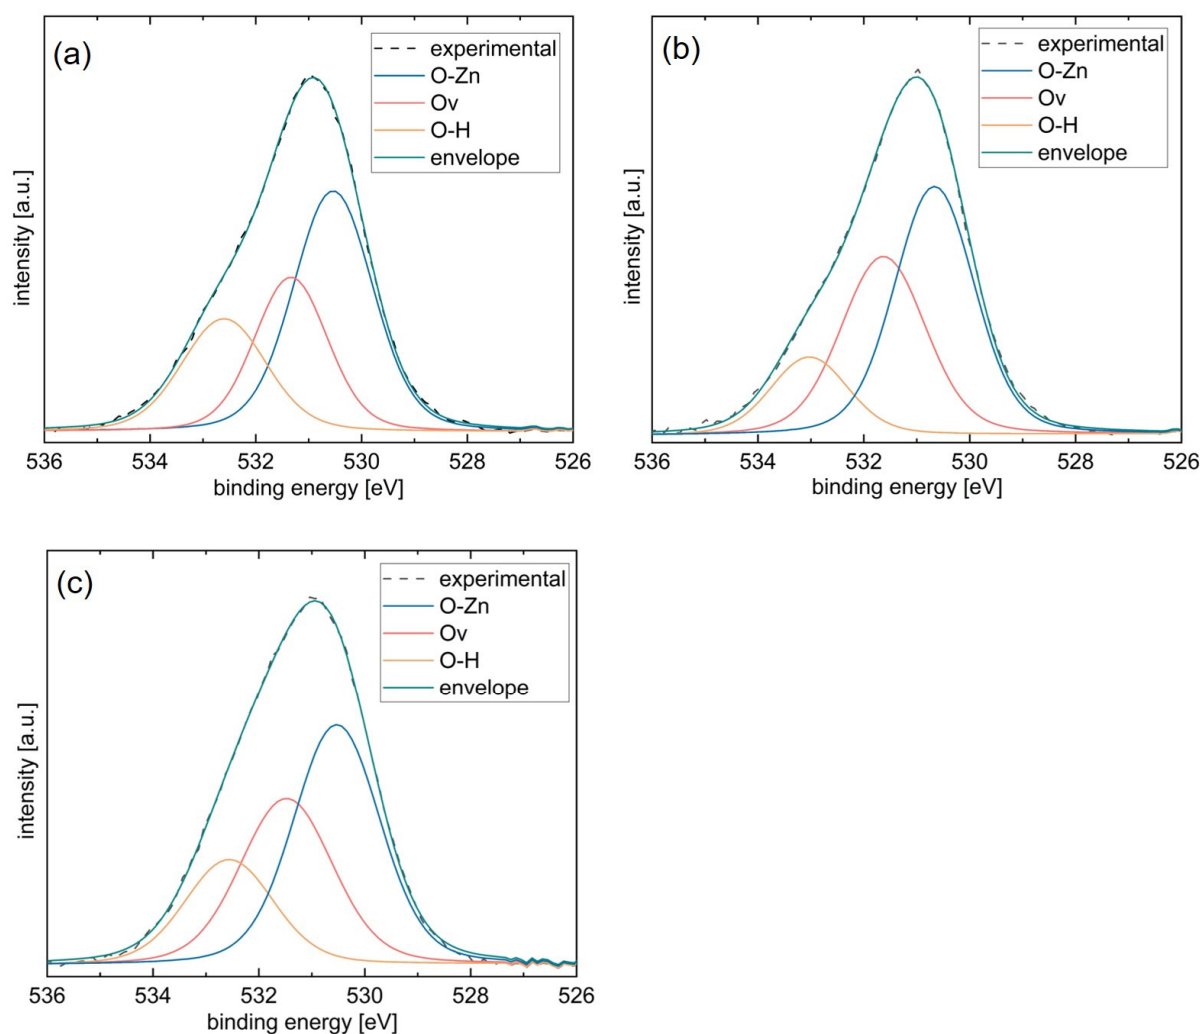 (a)
experimental
O-Zn
Ov
O-H
envelope
intensity [a.u.]
536 534 532 530 528 526
binding energy [eV]
(b)
experimental
O-Zn
Ov
O-H
envelope
intensity [a.u.]
536 534 532 530 528 526
binding energy [eV]
(c)
experimental
O-Zn
Ov
O-H
envelope
intensity [a.u.]
536 534 532 530 528 526
binding energy [eV]